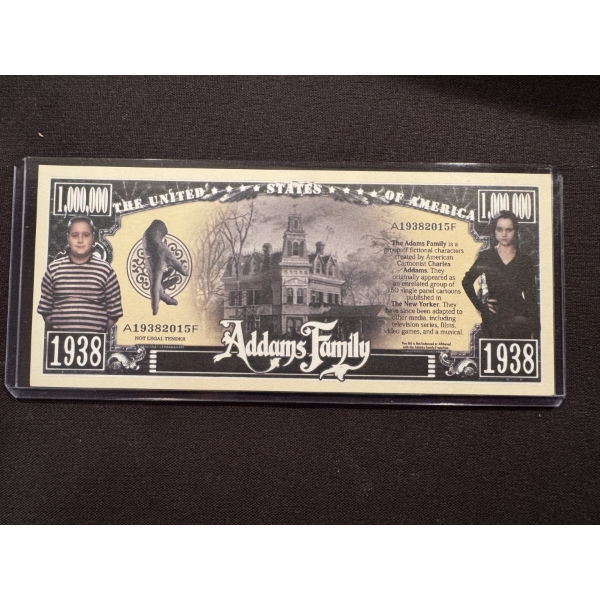 1,000,000
THE UNITED STATES OF AMERICA
1,000,000
A19382015F
The Adams Family is a
group of fictional characters
created by American
Cartoonist Charles
Addams. They
originally appeared as
an unrelated group of
50 single panel cartoons
published in
The New Yorker. They
have since been adapted to
other media, including
television series, films,
video games, and a musical.
A19382015F
NOT LEGAL TENDER
Addams Family
1938
1938